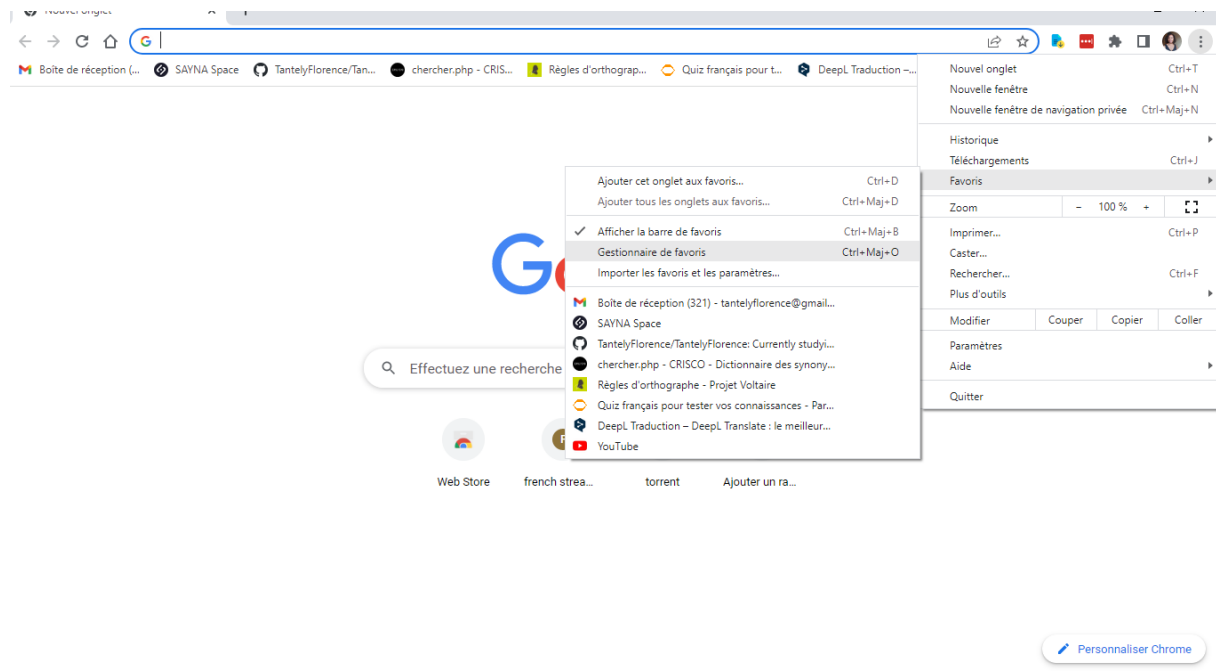 Nouvel onglet
Boîte de réception (... SAYNA Space TantelyFlorence/Tan... chercher.php - CRIS... Règles d'orthograp... Quiz français pour t... DeepL Traduction –...
Nouvel onglet Ctrl+T
Nouvelle fenêtre Ctrl+N
Nouvelle fenêtre de navigation privée Ctrl+Maj+N
Historique
Téléchargements Ctrl+J
Favoris
Zoom - 100 % +
Imprimer... Ctrl+P
Caster...
Rechercher... Ctrl+F
Plus d'outils
Modifier Couper Copier Coller
Paramètres
Aide
Quitter
Ajouter cet onglet aux favoris... Ctrl+D
Ajouter tous les onglets aux favoris... Ctrl+Maj+D
Afficher la barre de favoris Ctrl+Maj+B
Gestionnaire de favoris Ctrl+Maj+O
Importer les favoris et les paramètres...
Boîte de réception (321) - tantelyflorence@gmail...
SAYNA Space
TantelyFlorence/TantelyFlorence: Currently studyi...
chercher.php - CRISCO - Dictionnaire des synony...
Règles d'orthographe - Projet Voltaire
Quiz français pour tester vos connaissances - Par...
DeepL Traduction – DeepL Translate : le meilleur...
YouTube
Effectuez une recherche
Web Store french strea... torrent Ajouter un ra...
Personnaliser Chrome